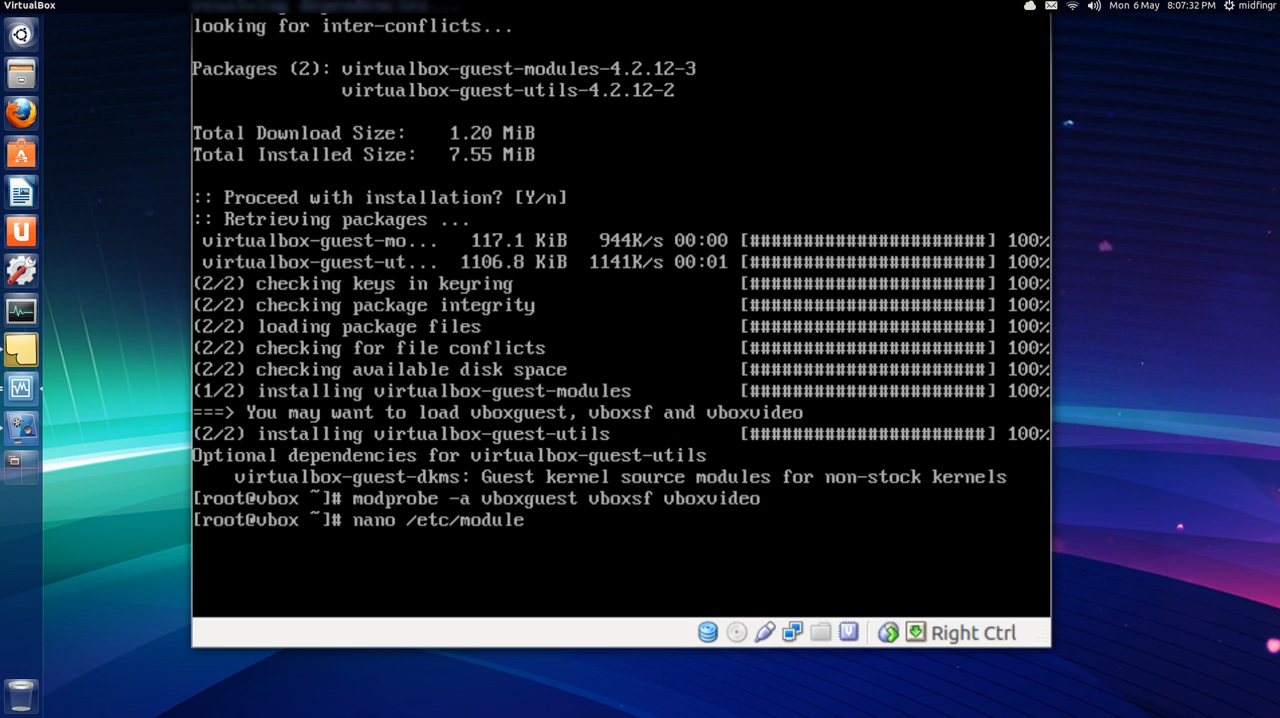 VirtualBox
Mon 6 May 8:07:32 PM midfingr
looking for inter-conflicts...
Packages (2): virtualbox-guest-modules-4.2.12-3
virtualbox-guest-utils-4.2.12-2
Total Download Size: 1.20 MiB
Total Installed Size: 7.55 MiB
:: Proceed with installation? [Y/n]
:: Retrieving packages ...
virtualbox-guest-mo... 117.1 KiB 944K/s 00:00 [######################] 100%
virtualbox-guest-ut... 1106.8 KiB 1141K/s 00:01 [######################] 100%
(2/2) checking keys in keyring [######################] 100%
(2/2) checking package integrity [######################] 100%
(2/2) loading package files [######################] 100%
(2/2) checking for file conflicts [######################] 100%
(2/2) checking available disk space [######################] 100%
(1/2) installing virtualbox-guest-modules [######################] 100%
===> You may want to load vboxguest, vboxsf and vboxvideo
(2/2) installing virtualbox-guest-utils [######################] 100%
Optional dependencies for virtualbox-guest-utils
virtualbox-guest-dkms: Guest kernel source modules for non-stock kernels
[root@vbox ~]# modprobe -a vboxguest vboxsf vboxvideo
[root@vbox ~]# nano /etc/module
Right Ctrl